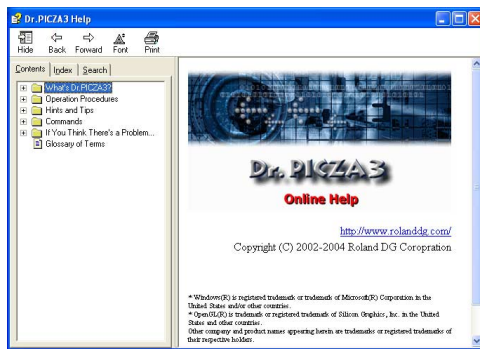 Dr.PICZA3 Help
Hide Back Forward Font Print
Contents Index Search
What's Dr.PICZA3?
Operation Procedures
Hints and Tips
Commands
If You Think There's a Problem...
Glossary of Terms
Dr. PICZA3
Online Help
http://www.rolanddg.com/
Copyright (C) 2002-2004 Roland DG Coropration
* Windows(R) is registered trademark or trademark of Microsoft(R) Corporation in the
United States and/or other countries.
* OpenGL(R) is trademark or registered trademark of Silicon Graphics, Inc. in the United
States and other countries.
Other company and product names appearing herein are trademarks or registered trademarks of
their respective holders.